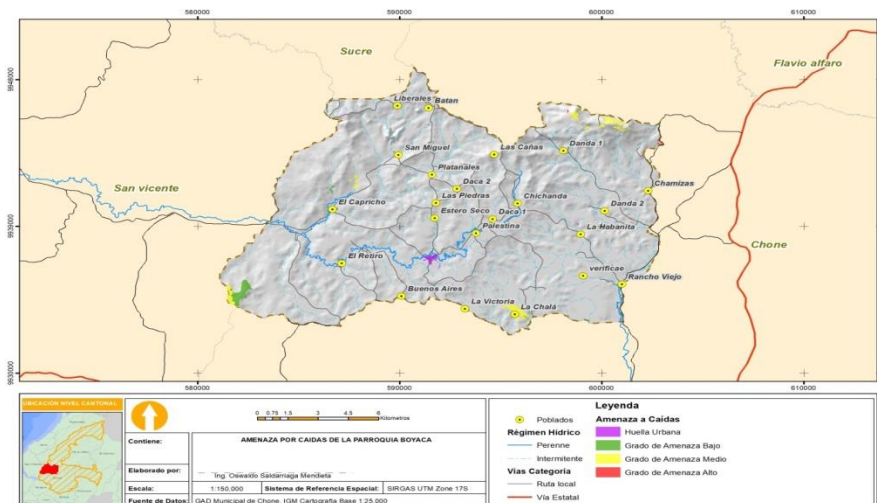 580000
590000
600000
610000
Sucre
Flavio alfaro
9948000
Liberales
Batan
San Miguel
Las Cañas
Danda 1
Platanales
Daca 2
Chamizas
San vicente
El Capricho
Las Piedras
Chichanda
Danda 2
9939000
Estero Seco
Daca 1
Palestina
La Habanita
Chone
El Retiro
verificae
Rancho Viejo
Buenos Aires
La Victoria
La Chalá
9930000
580000
590000
600000
610000
UBICACIÓN NIVEL CANTONAL
0 0.75 1.5 3 4.5 6
Kilometros
Contiene:
AMENAZA POR CAIDAS DE LA PARROQUIA BOYACA
Elaborado por:
Ing. Oswaldo Saldarriaga Mendieta
Escala:
1:150,000
Sistema de Referencia Espacial:
SIRGAS UTM Zone 17S
Fuente de Datos:
GAD Municipal de Chone, IGM Cartografia Base 1:25.000
Leyenda
Poblados
Régimen Hidrico
Perenne
Intermitente
Vias Categoria
Ruta local
Vía Estatal
Amenaza a Caídas
Huella Urbana
Grado de Amenaza Bajo
Grado de Amenaza Medio
Grado de Amenaza Alto